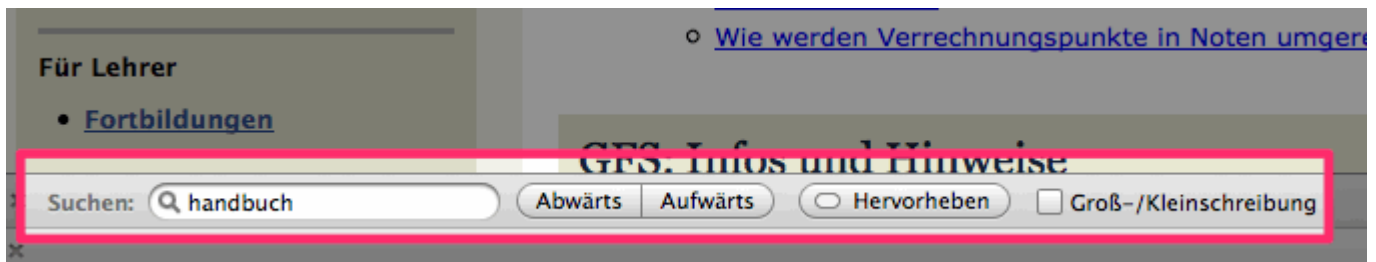 Wie werden Verrechnungspunkte in Noten umgere
Für Lehrer
Fortbildungen
GFS: Infos und Hinweise
Suchen: handbuch Abwärts Aufwärts Hervorheben Groß-/Kleinschreibung